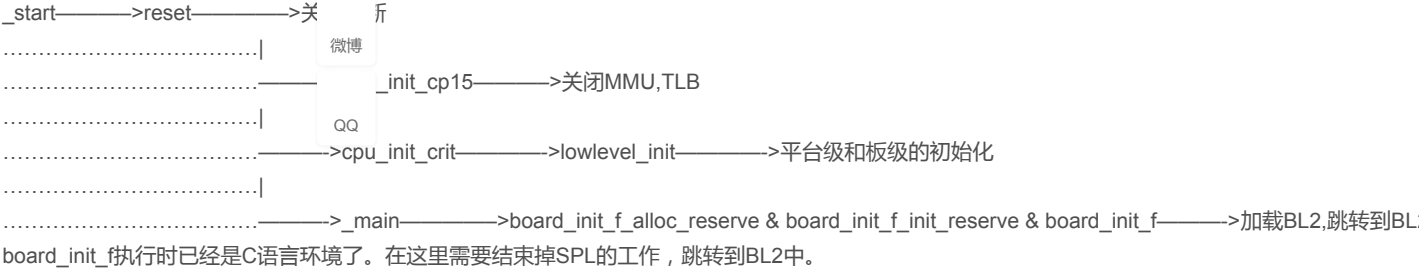 _start————>reset—————>关 新
………………………………|
………………………………———— _init_cp15————>关闭MMU,TLB
………………………………|
………………………………———->cpu_init_crit————->lowlevel_init————->平台级和板级的初始化
………………………………|
………………………………———->_main—————>board_init_f_alloc_reserve & board_init_f_init_reserve & board_init_f———->加载BL2,跳转到BL2
board_init_f执行时已经是C语言环境了。在这里需要结束掉SPL的工作，跳转到BL2中。
微博
QQ